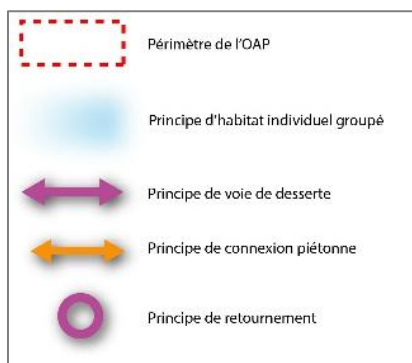 Périmètre de l'OAP
Principe d'habitat individuel groupé
Principe de voie de desserte
Principe de connexion piétonne
Principe de retournement